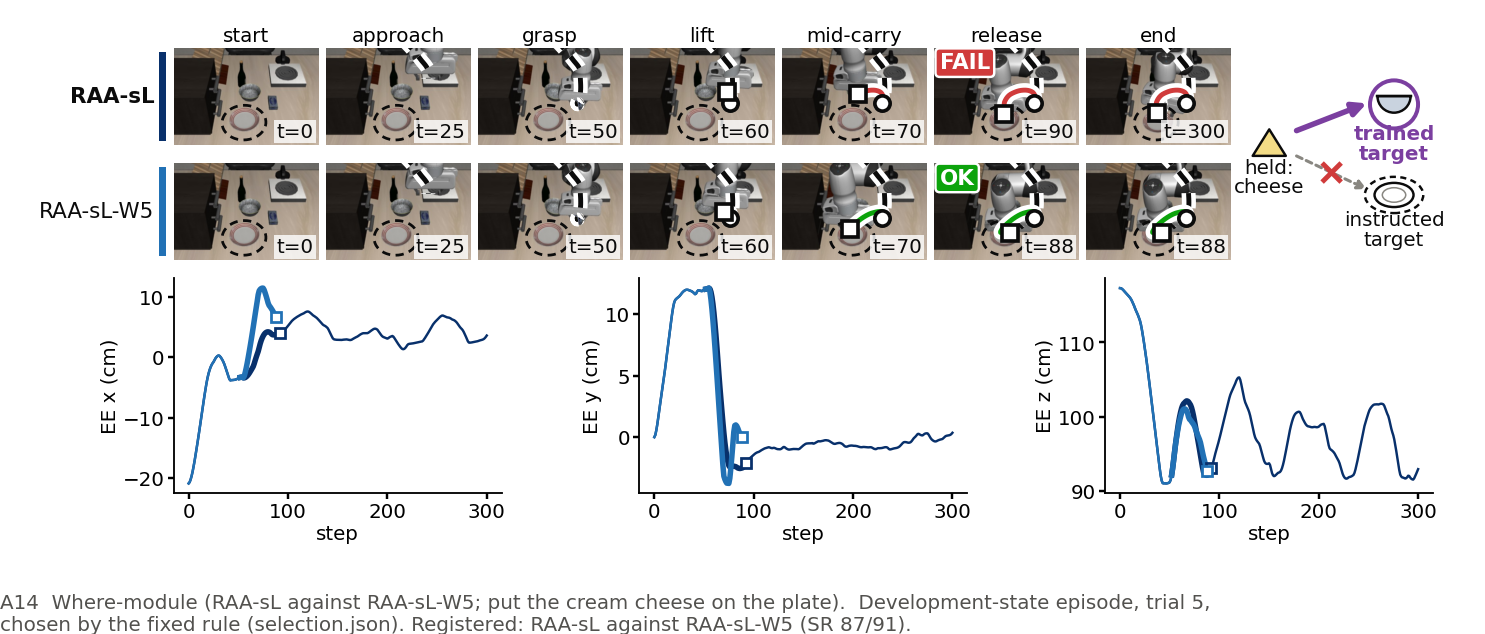 start approach grasp lift mid-carry release end
RAA-sL
FAIL
t=0 t=25 t=50 t=60 t=70 t=90 t=300
trained
target
held:
cheese
instructed
target
RAA-sL-W5
OK
t=0 t=25 t=50 t=60 t=70 t=88 t=88
EE x (cm)
10
0
−10
−20
0 100 200 300
step
EE y (cm)
10
5
0
0 100 200 300
step
EE z (cm)
110
100
90
0 100 200 300
step
A14 Where-module (RAA-sL against RAA-sL-W5; put the cream cheese on the plate). Development-state episode, trial 5,
chosen by the fixed rule (selection.json). Registered: RAA-sL against RAA-sL-W5 (SR 87/91).